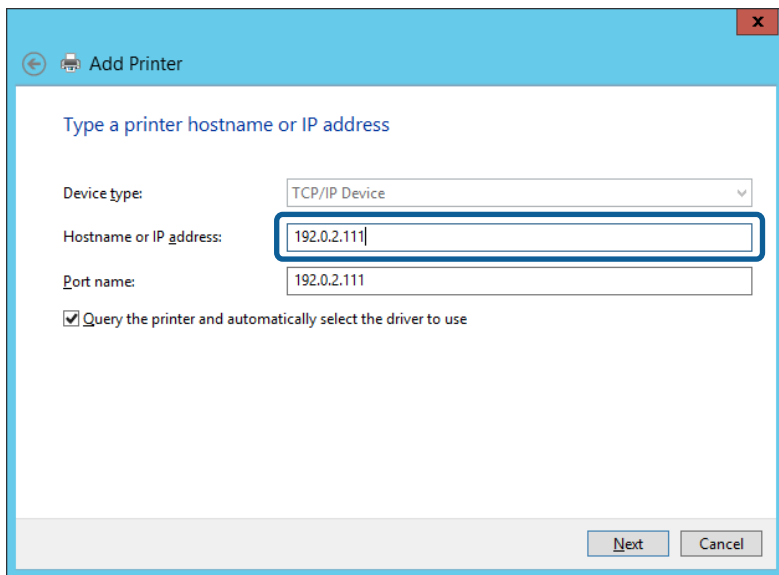 x
Add Printer
Type a printer hostname or IP address
Device type: TCP/IP Device
Hostname or IP address: 192.0.2.111
Port name: 192.0.2.111
Query the printer and automatically select the driver to use
Next Cancel